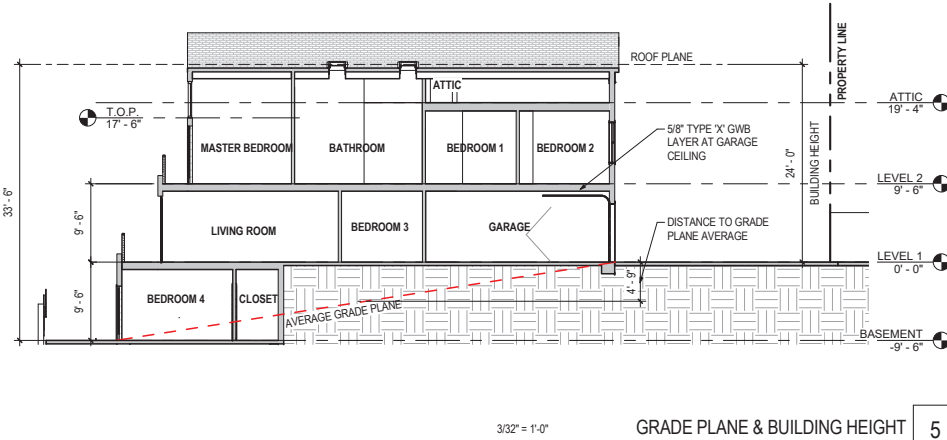 PROPERTY LINE
ROOF PLANE
ATTIC
ATTIC
19' - 4"
T.O.P.
17' - 6"
5/8" TYPE 'X' GWB
LAYER AT GARAGE
CEILING
MASTER BEDROOM
BATHROOM
BEDROOM 1
BEDROOM 2
24' - 0"
BUILDING HEIGHT
LEVEL 2
9' - 6"
33' - 6"
9' - 6"
LIVING ROOM
BEDROOM 3
GARAGE
DISTANCE TO GRADE
PLANE AVERAGE
LEVEL 1
0' - 0"
4' - 9"
9' - 6"
BEDROOM 4
CLOSET
AVERAGE GRADE PLANE
BASEMENT
-9' - 6"
3/32" = 1'-0"
GRADE PLANE & BUILDING HEIGHT
5